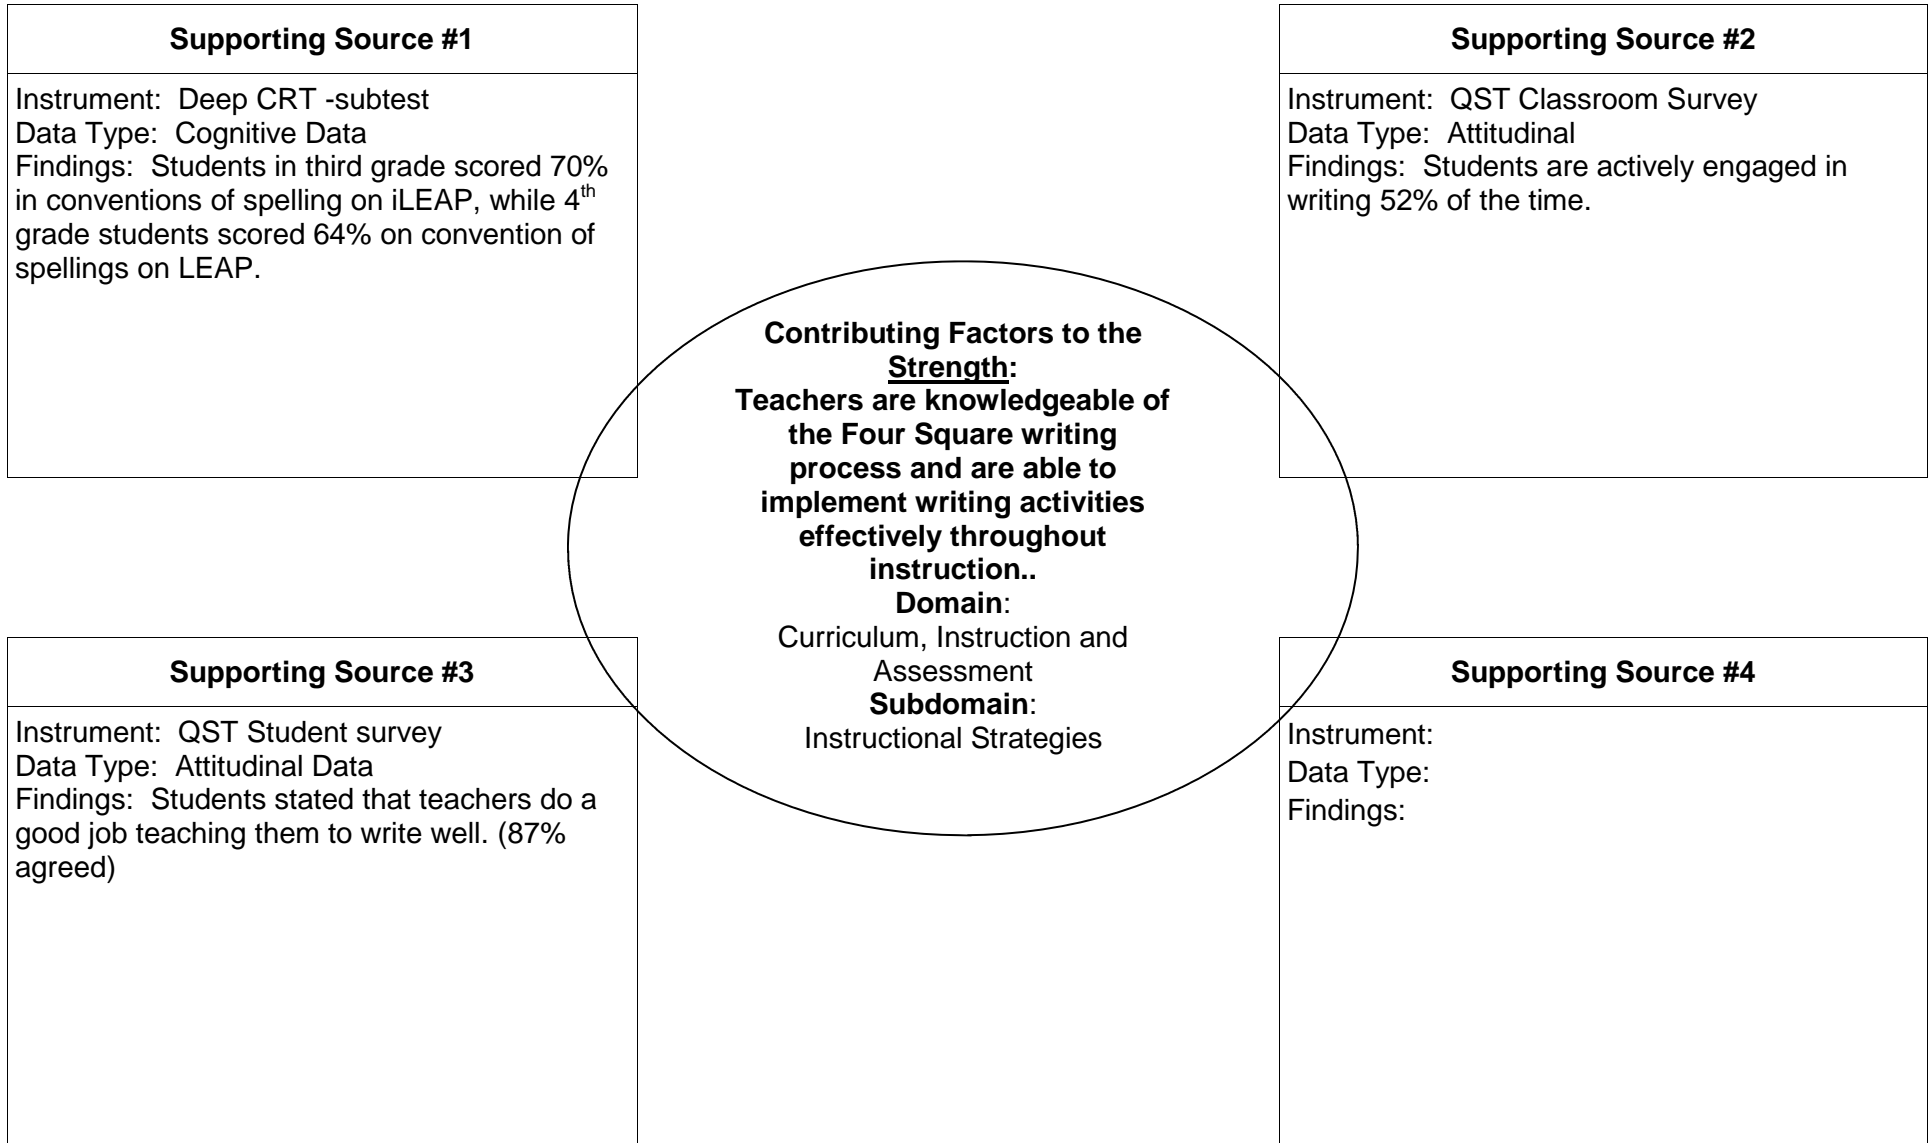 Supporting Source #1
Instrument: Deep CRT -subtest
Data Type: Cognitive Data
Findings: Students in third grade scored 70%
in conventions of spelling on iLEAP, while 4th
grade students scored 64% on convention of
spellings on LEAP.
Supporting Source #2
Instrument: QST Classroom Survey
Data Type: Attitudinal
Findings: Students are actively engaged in
writing 52% of the time.
Contributing Factors to the
Strength:
Teachers are knowledgeable of
the Four Square writing
process and are able to
implement writing activities
effectively throughout
instruction..
Domain:
Curriculum, Instruction and
Assessment
Subdomain:
Instructional Strategies
Supporting Source #3
Instrument: QST Student survey
Data Type: Attitudinal Data
Findings: Students stated that teachers do a
good job teaching them to write well. (87%
agreed)
Supporting Source #4
Instrument:
Data Type:
Findings: